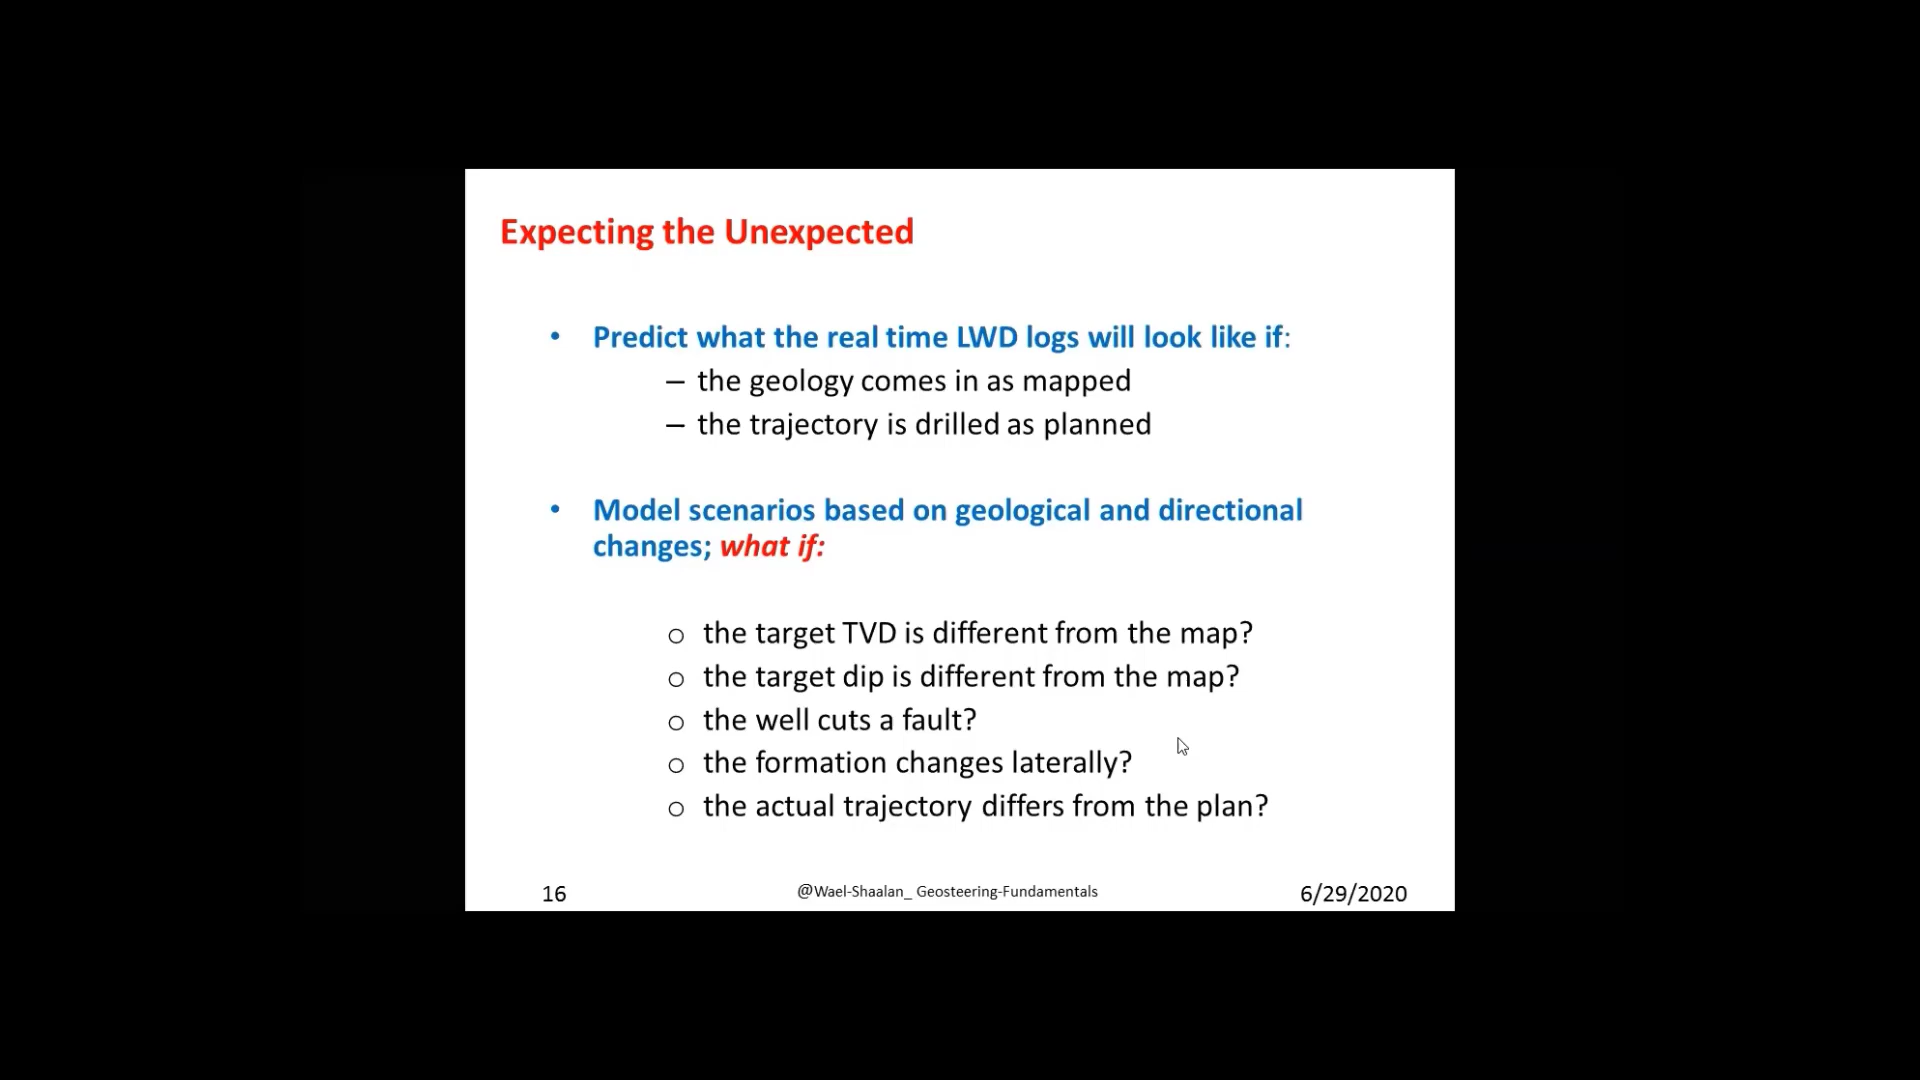 Expecting the Unexpected
• Predict what the real time LWD logs will look like if:
– the geology comes in as mapped
– the trajectory is drilled as planned
• Model scenarios based on geological and directional
changes; what if:
o the target TVD is different from the map?
o the target dip is different from the map?
o the well cuts a fault?
o the formation changes laterally?
o the actual trajectory differs from the plan?
16 @Wael-Shaalan_ Geosteering-Fundamentals 6/29/2020